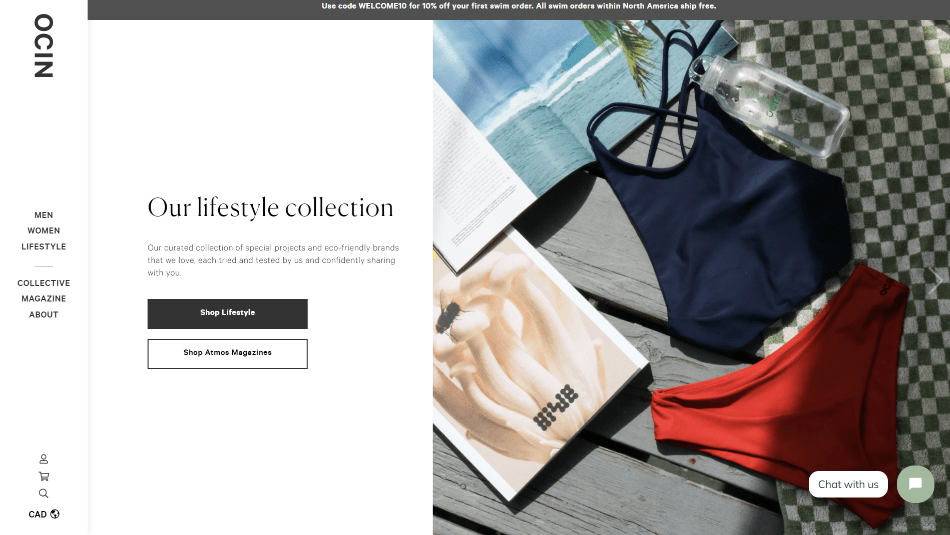 Use code WELCOME10 for 10% off your first swim order. All swim orders within North America ship free.
OCIN
MEN
WOMEN
LIFESTYLE
COLLECTIVE
MAGAZINE
ABOUT
CAD
Our lifestyle collection
Our curated collection of special projects and eco-friendly brands
that we love, each tried and tested by us and confidently sharing
with you.
Shop Lifestyle
Shop Atmos Magazines
Chat with us